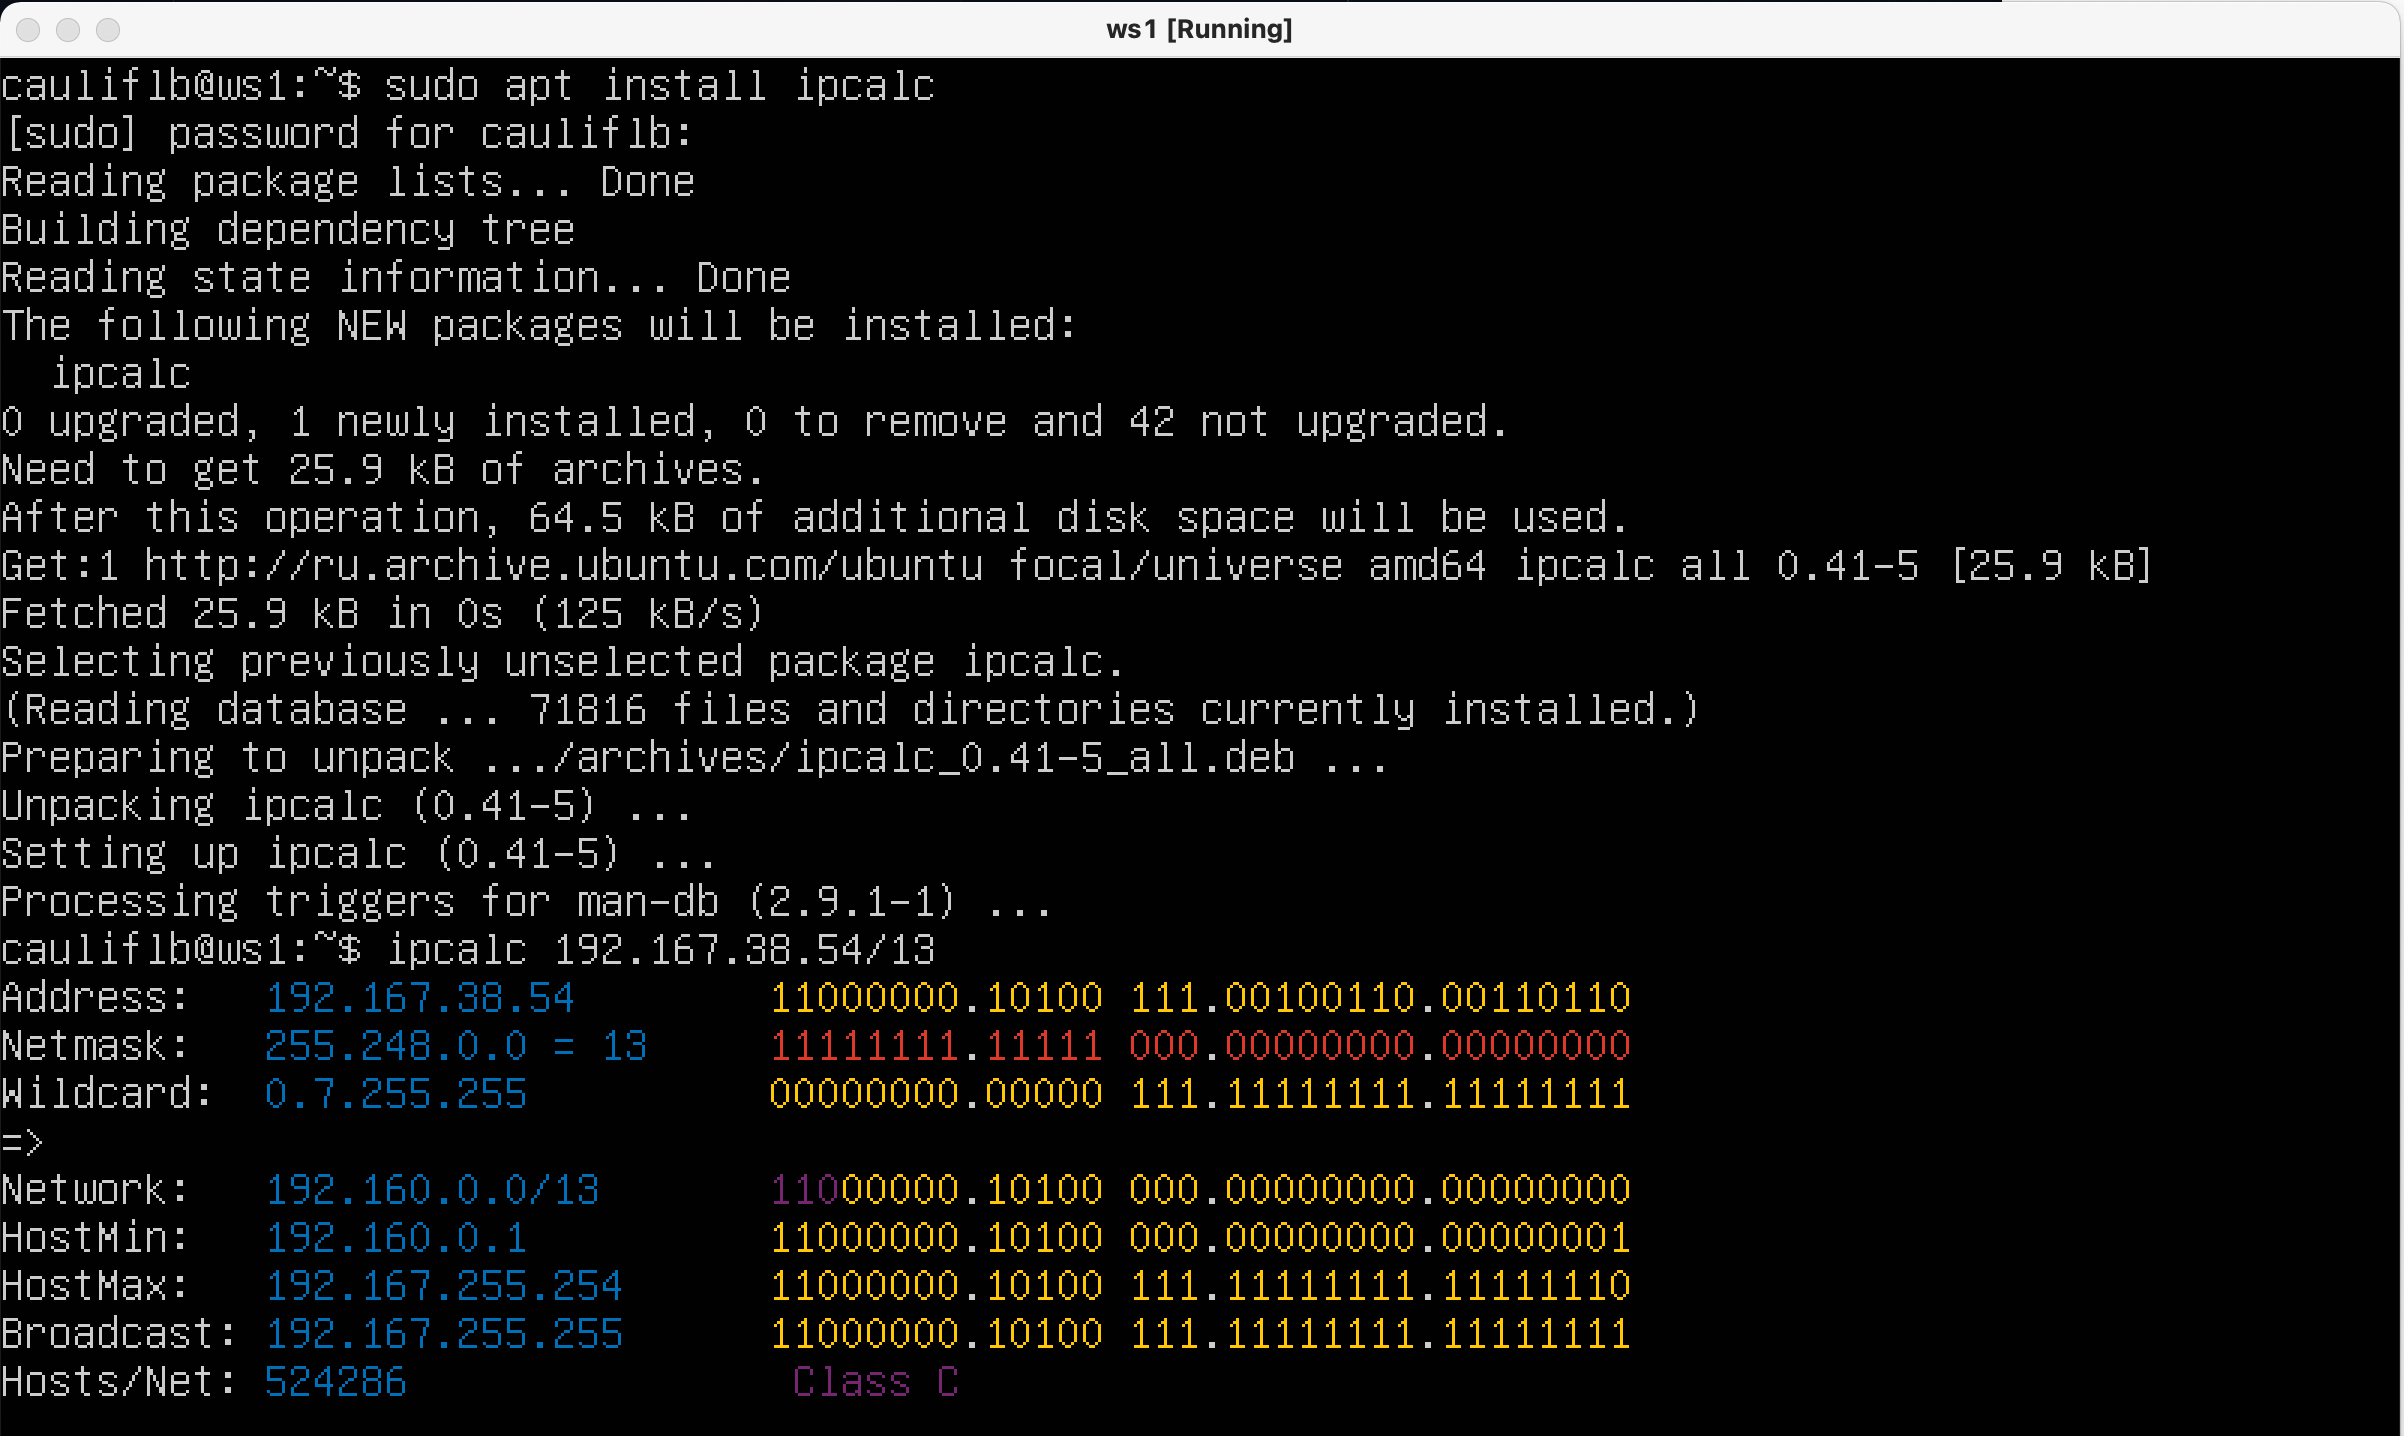 ws1 [Running]
cauliflb@ws1:~$ sudo apt install ipcalc
[sudo] password for cauliflb:
Reading package lists... Done
Building dependency tree
Reading state information... Done
The following NEW packages will be installed:
  ipcalc
0 upgraded, 1 newly installed, 0 to remove and 42 not upgraded.
Need to get 25.9 kB of archives.
After this operation, 64.5 kB of additional disk space will be used.
Get:1 http://ru.archive.ubuntu.com/ubuntu focal/universe amd64 ipcalc all 0.41-5 [25.9 kB]
Fetched 25.9 kB in 0s (125 kB/s)
Selecting previously unselected package ipcalc.
(Reading database ... 71816 files and directories currently installed.)
Preparing to unpack .../archives/ipcalc_0.41-5_all.deb ...
Unpacking ipcalc (0.41-5) ...
Setting up ipcalc (0.41-5) ...
Processing triggers for man-db (2.9.1-1) ...
cauliflb@ws1:~$ ipcalc 192.167.38.54/13
Address:   192.167.38.54        11000000.10100 111.00100110.00110110
Netmask:   255.248.0.0 = 13     11111111.11111 000.00000000.00000000
Wildcard:  0.7.255.255          00000000.00000 111.11111111.11111111
=>
Network:   192.160.0.0/13       11000000.10100 000.00000000.00000000
HostMin:   192.160.0.1          11000000.10100 000.00000000.00000001
HostMax:   192.167.255.254      11000000.10100 111.11111111.11111110
Broadcast: 192.167.255.255      11000000.10100 111.11111111.11111111
Hosts/Net: 524286                Class C